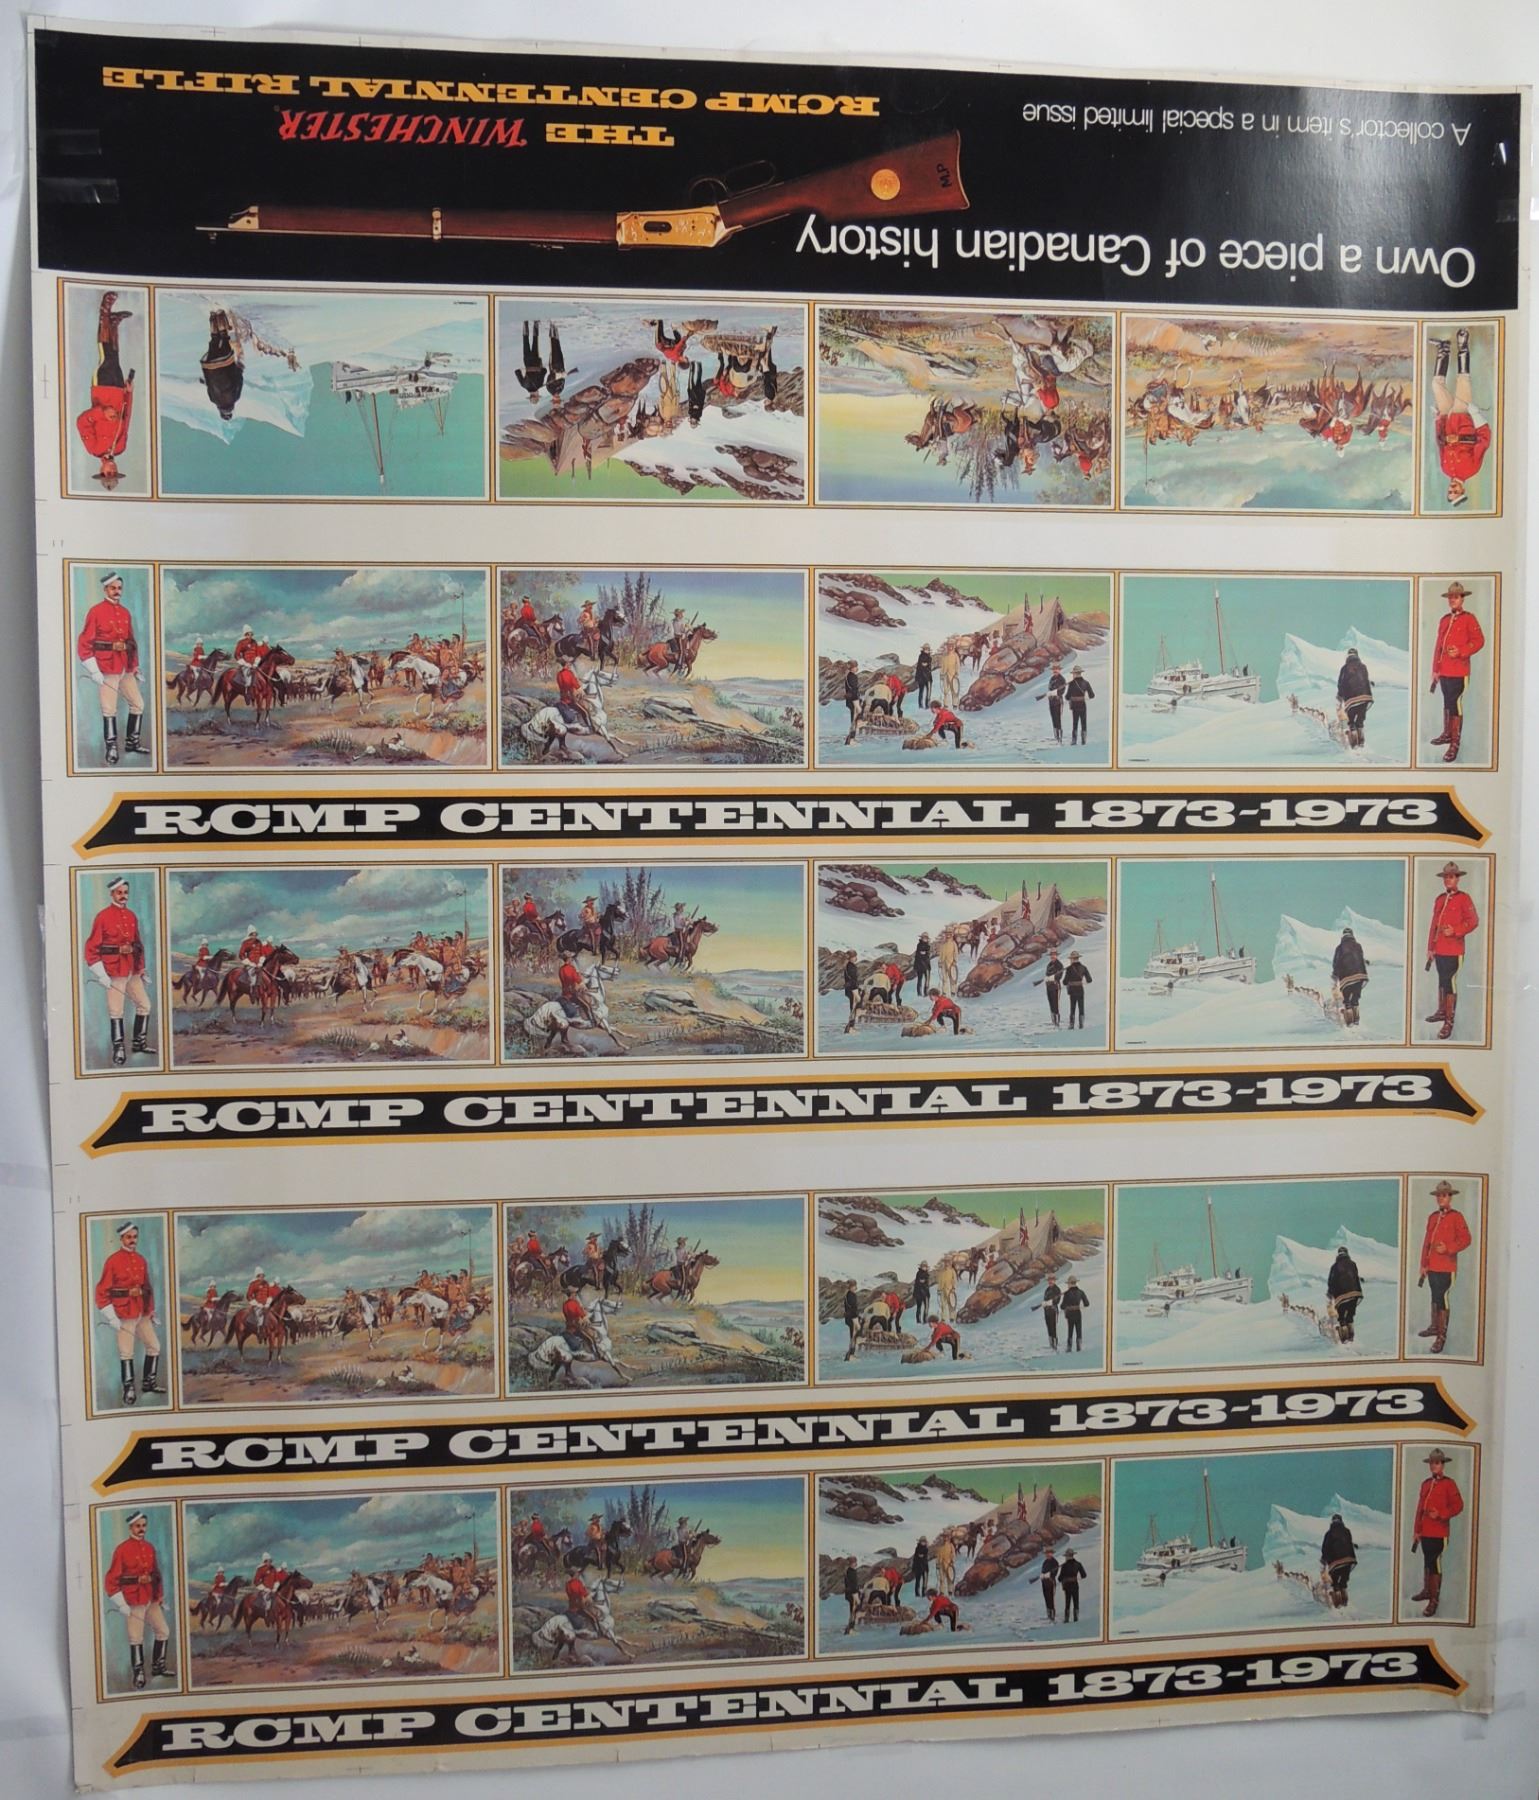 Own a piece of Canadian history
A collector's item in a special limited issue
THE WINCHESTER
RCMP CENTENNIAL RIFLE
MP
RCMP CENTENNIAL 1873-1973
RCMP CENTENNIAL 1873-1973
RCMP CENTENNIAL 1873-1973
RCMP CENTENNIAL 1873-1973